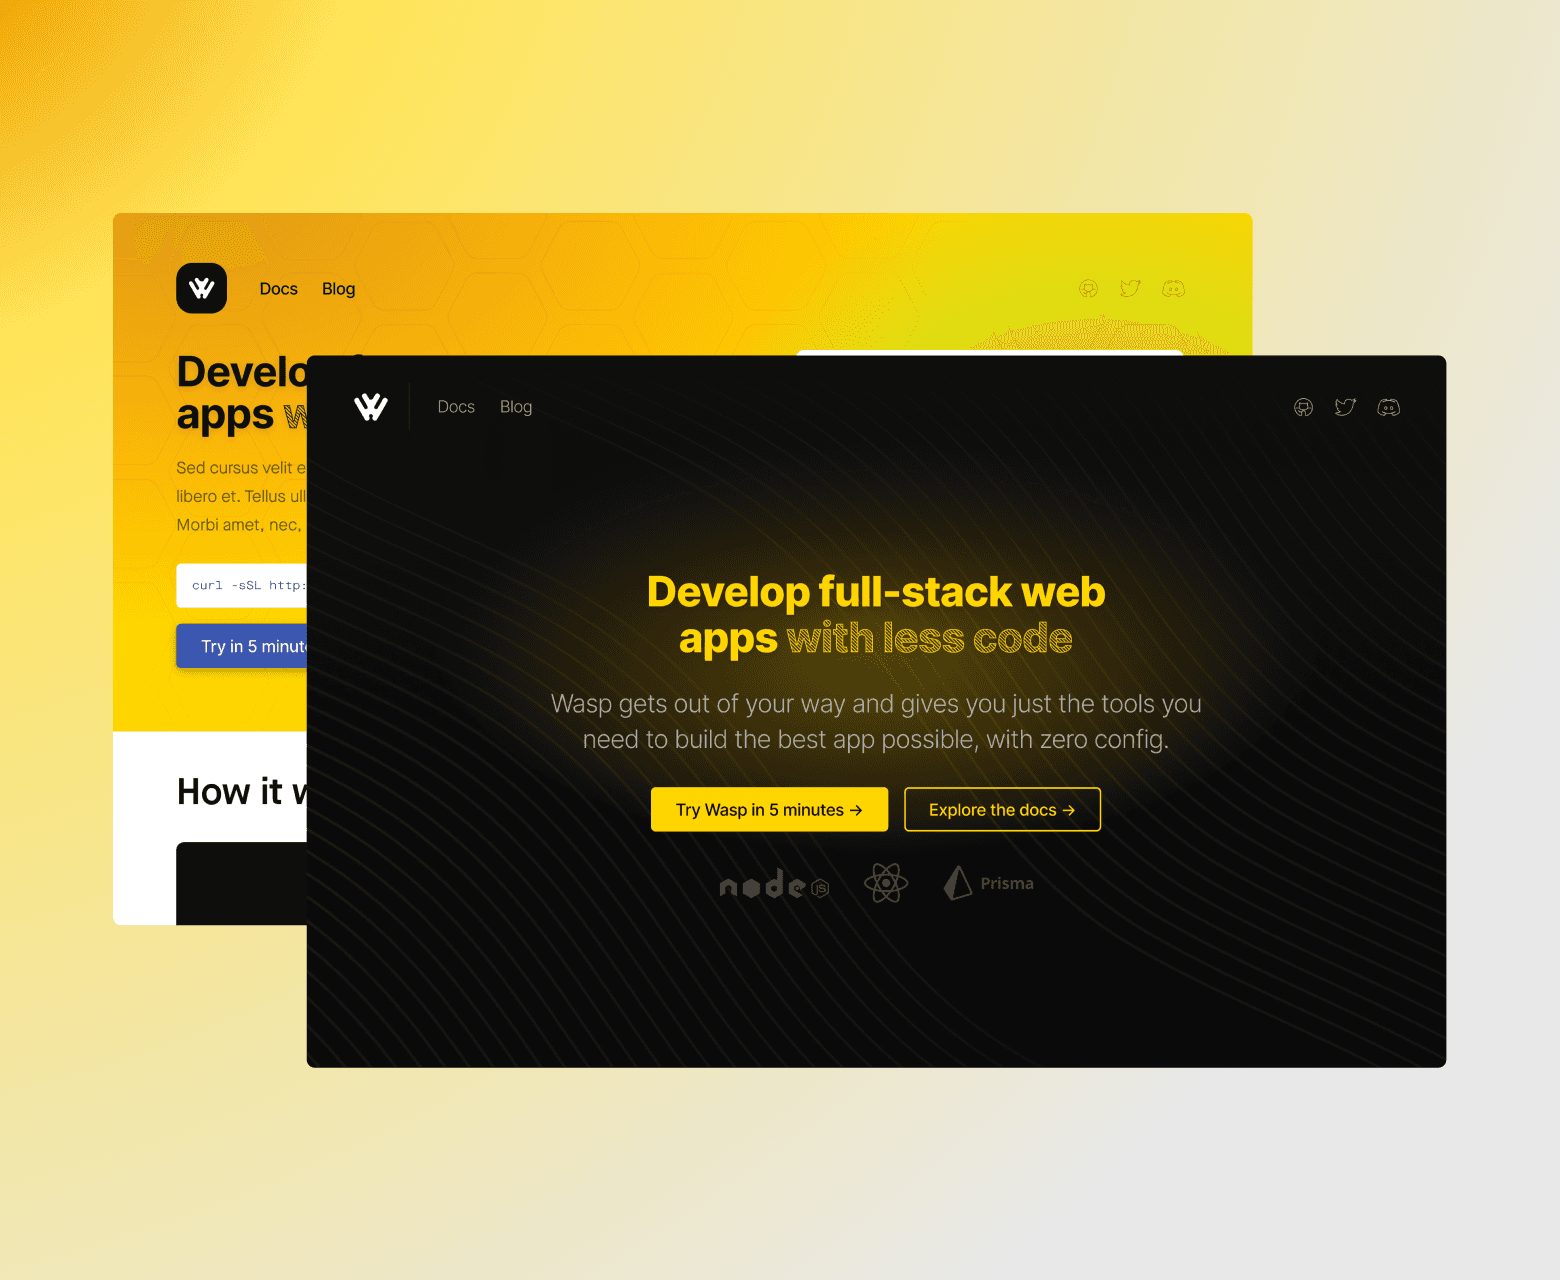 Docs Blog
Develo
apps w
Sed cursus velit e
libero et. Tellus ull
Morbi amet, nec,
curl -sSL http:
Try in 5 minut
How it w
Docs Blog
Develop full-stack web
apps with less code
Wasp gets out of your way and gives you just the tools you
need to build the best app possible, with zero config.
Try Wasp in 5 minutes →
Explore the docs →
node JS
Prisma